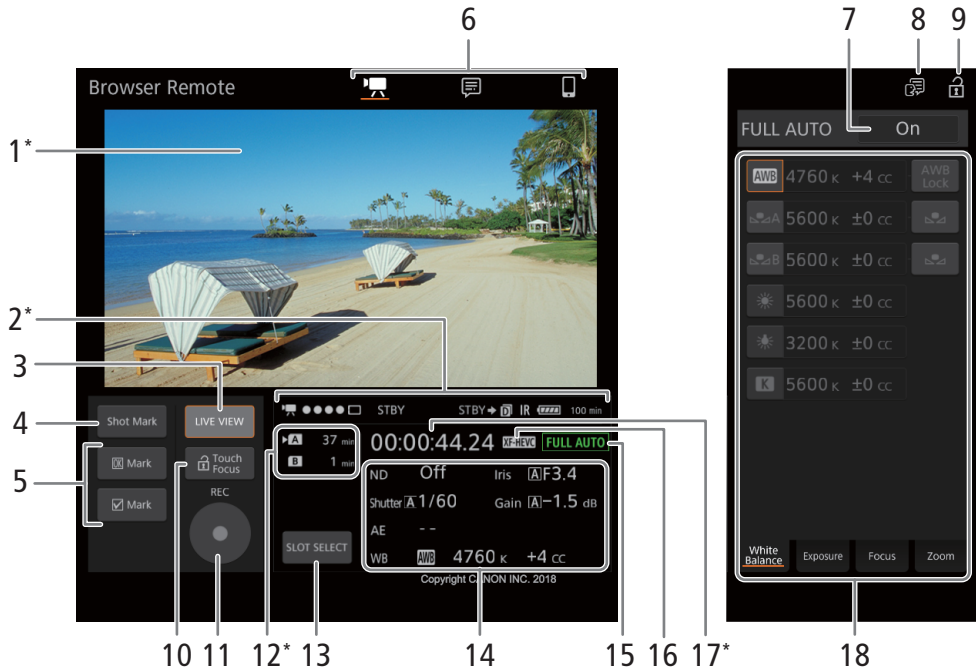 6
7
8
9
Browser Remote
1*
FULL AUTO On
AWB 4760 K +4 CC AWB Lock
A 5600 K ±0 CC
B 5600 K ±0 CC
5600 K ±0 CC
3200 K ±0 CC
K 5600 K ±0 CC
2*
3
4
5
STBY STBY IR 100 min
Shot Mark
LIVE VIEW
A 37 min
00:00:44.24 XF-HEVC FULL AUTO
B 1 min
OK Mark
Touch Focus
Mark
REC
ND Off Iris A F3.4
Shutter A 1/60 Gain A −1.5 dB
AE --
WB AWB 4760 K +4 CC
SLOT SELECT
Copyright CANON INC. 2018
White Balance Exposure Focus Zoom
10 11 12* 13 14 15 16 17* 18